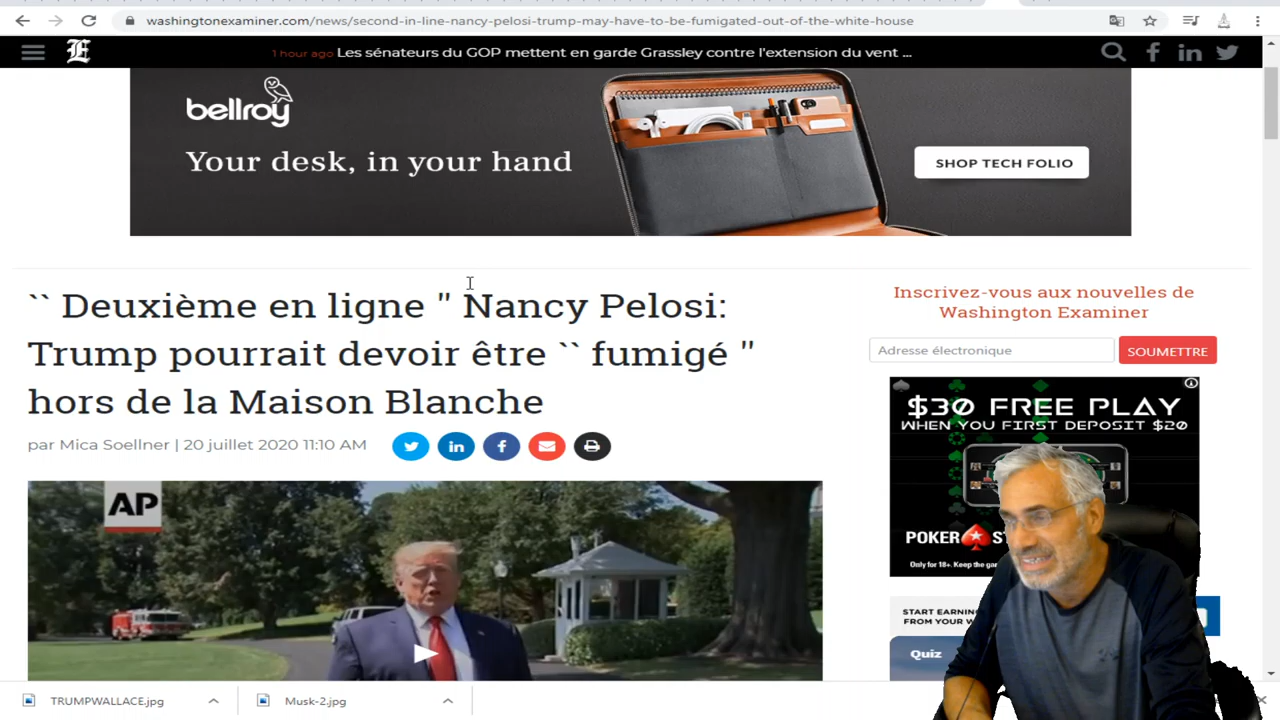 washingtonexaminer.com/news/second-in-line-nancy-pelosi-trump-may-have-to-be-fumigated-out-of-the-white-house
E
1 hour ago Les sénateurs du GOP mettent en garde Grassley contre l'extension du vent ...
bellroy
Your desk, in your hand
SHOP TECH FOLIO
`` Deuxième en ligne '' Nancy Pelosi:
Trump pourrait devoir être `` fumigé ''
hors de la Maison Blanche
par Mica Soellner | 20 juillet 2020 11:10 AM
AP
Inscrivez-vous aux nouvelles de
Washington Examiner
Adresse électronique
SOUMETTRE
$30 FREE PLAY
WHEN YOU FIRST DEPOSIT $20
POKER
Only for 18+. Keep the
START
FROM YOUR
Quiz
TRUMPWALLACE.jpg
Musk-2.jpg